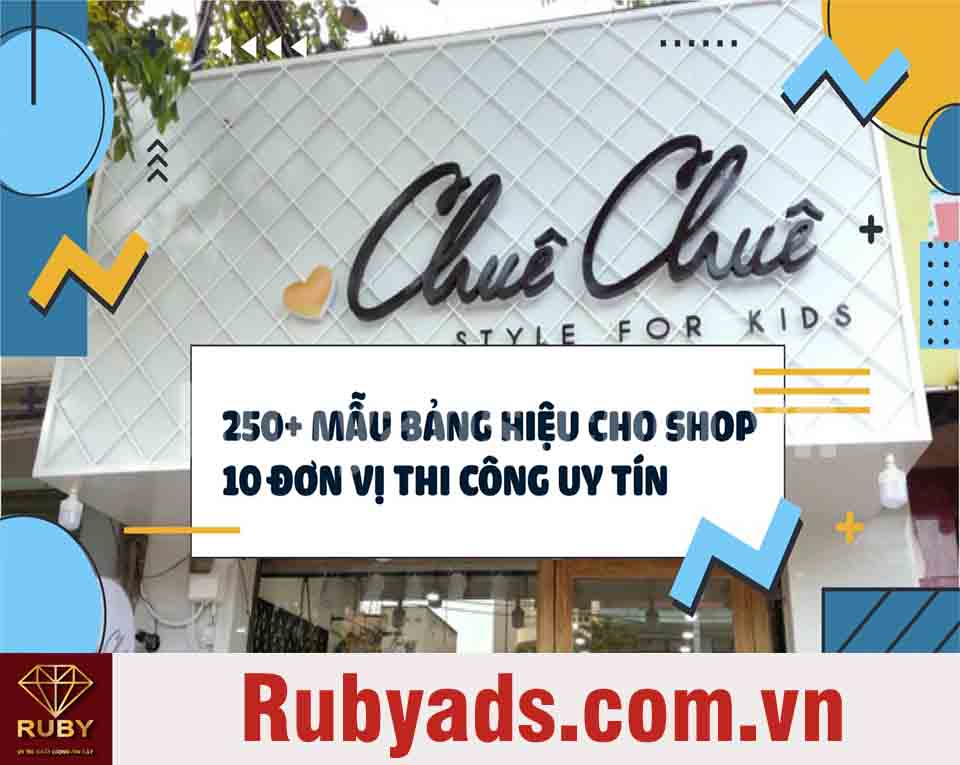 Chuê Chuê
STYLE FOR KIDS
250+ MẪU BẢNG HIỆU CHO SHOP
10 ĐƠN VỊ THI CÔNG UY TÍN
RUBY
Rubyads.com.vn